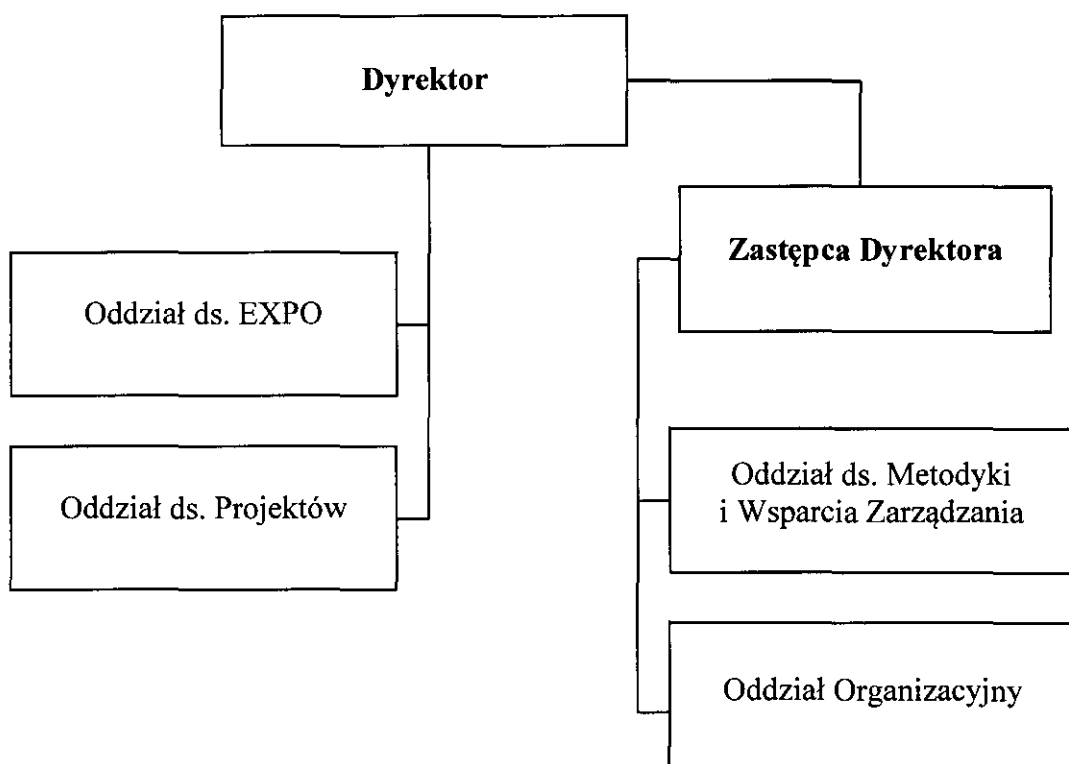 Dyrektor
Zastępca Dyrektora
Oddział ds. EXPO
Oddział ds. Projektów
Oddział ds. Metodyki
i Wsparcia Zarządzania
Oddział Organizacyjny